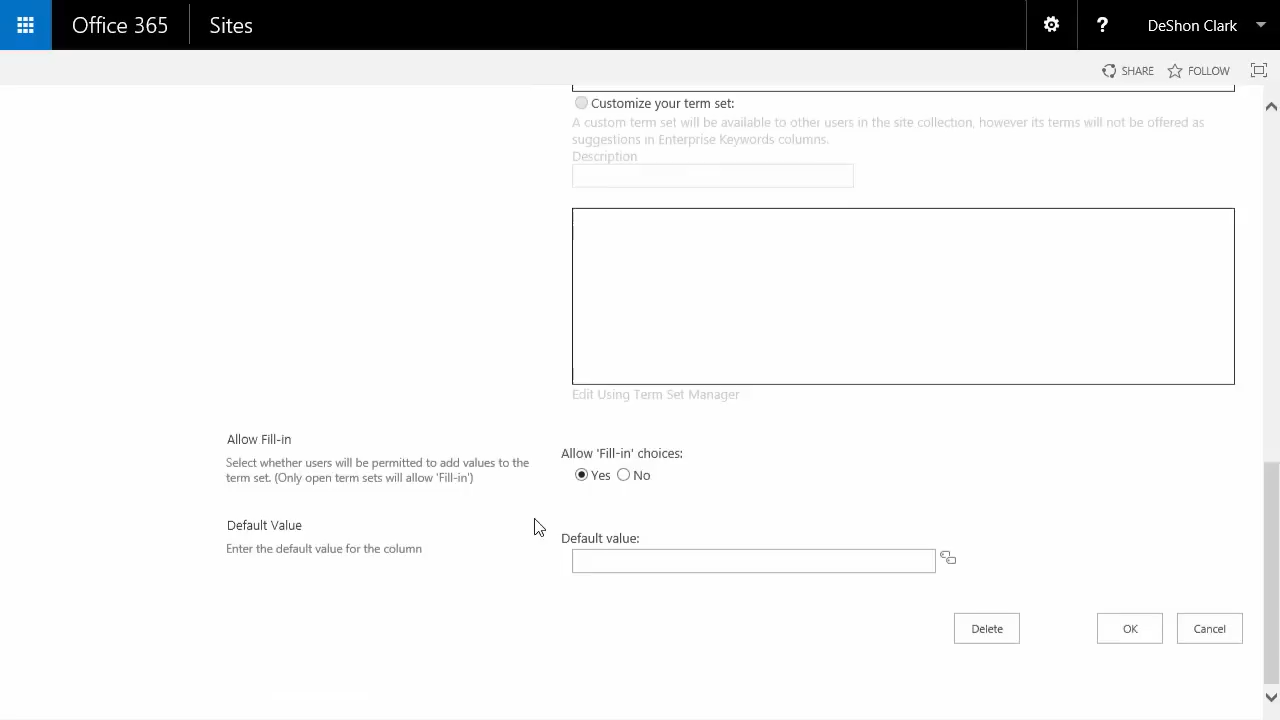 Office 365 Sites ? DeShon Clark
SHARE FOLLOW
Customize your term set:
A custom term set will be available to other users in the site collection, however its terms will not be offered as
suggestions in Enterprise Keywords columns.
Description
Edit Using Term Set Manager
Allow Fill-in
Select whether users will be permitted to add values to the
term set. (Only open term sets will allow 'Fill-in')
Allow 'Fill-in' choices:
Yes No
Default Value
Enter the default value for the column
Default value:
Delete OK Cancel